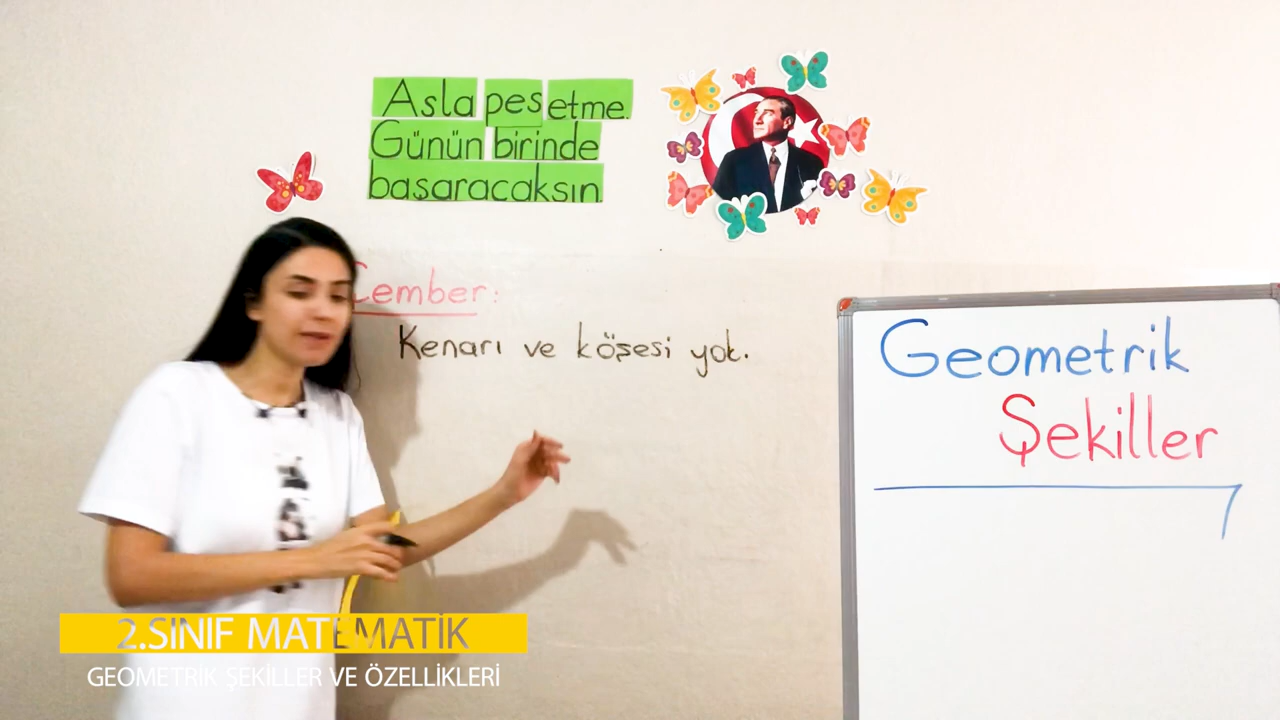 Asla pes etme.
Günün birinde
başaracaksın.
Çember:
Kenarı ve köşesi yok.
Geometrik
Şekiller
2.SINIF MATEMATİK
GEOMETRİK ŞEKİLLER VE ÖZELLİKLERİ